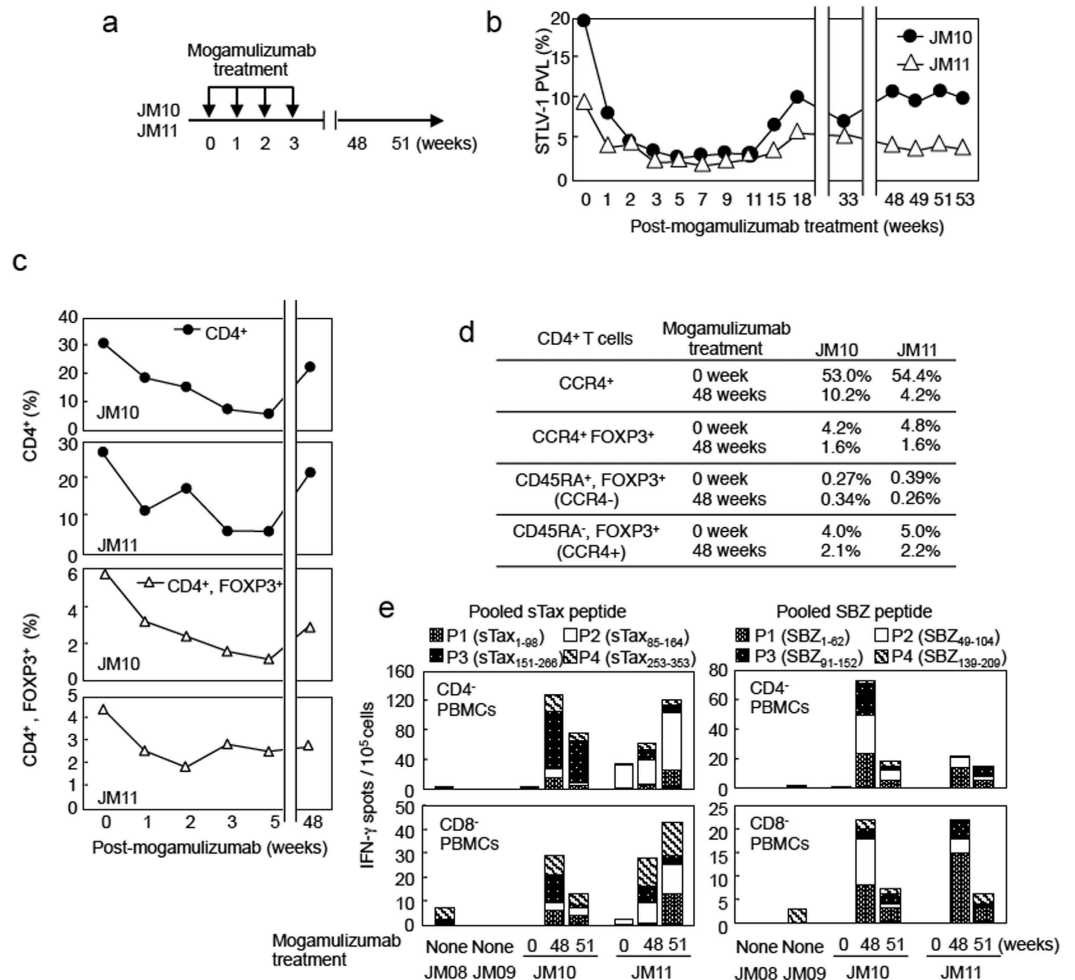 a
Mogamulizumab
treatment
JM10
JM11
0 1 2 3 48 51 (weeks)
b
STLV-1 PVL (%)
20
15
10
5
0
JM10
JM11
0 1 2 3 5 7 9 11 15 18 33 48 49 51 53
Post-mogamulizumab treatment (weeks)
c
CD4⁺ (%)
40
30
20
10
0
CD4⁺
JM10
30
20
10
0
JM11
CD4⁺, FOXP3⁺ (%)
6
4
2
0
CD4⁺, FOXP3⁺
JM10
5
4
3
2
1
0
JM11
0 1 2 3 5 48
Post-mogamulizumab (weeks)
d
CD4⁺ T cells Mogamulizumab treatment JM10 JM11
CCR4⁺ 0 week 53.0% 54.4%
48 weeks 10.2% 4.2%
CCR4⁺ FOXP3⁺ 0 week 4.2% 4.8%
48 weeks 1.6% 1.6%
CD45RA⁺, FOXP3⁺ 0 week 0.27% 0.39%
(CCR4-) 48 weeks 0.34% 0.26%
CD45RA⁻, FOXP3⁺ 0 week 4.0% 5.0%
(CCR4+) 48 weeks 2.1% 2.2%
e
Pooled sTax peptide
P1 (sTax₁₋₉₈) P2 (sTax₈₅₋₁₆₄)
P3 (sTax₁₅₁₋₂₆₆) P4 (sTax₂₅₃₋₃₅₃)
Pooled SBZ peptide
P1 (SBZ₁₋₆₂) P2 (SBZ₄₉₋₁₀₄)
P3 (SBZ₉₁₋₁₅₂) P4 (SBZ₁₃₉₋₂₀₉)
IFN-γ spots / 10⁵cells
160
120
80
40
0
CD4⁻
PBMCs
50
40
30
20
10
0
CD8⁻
PBMCs
80
60
40
20
0
CD4⁻
PBMCs
25
20
15
10
5
0
CD8⁻
PBMCs
Mogamulizumab
treatment
None None 0 48 51 0 48 51
JM08 JM09 JM10 JM11
None None 0 48 51 0 48 51 (weeks)
JM08 JM09 JM10 JM11